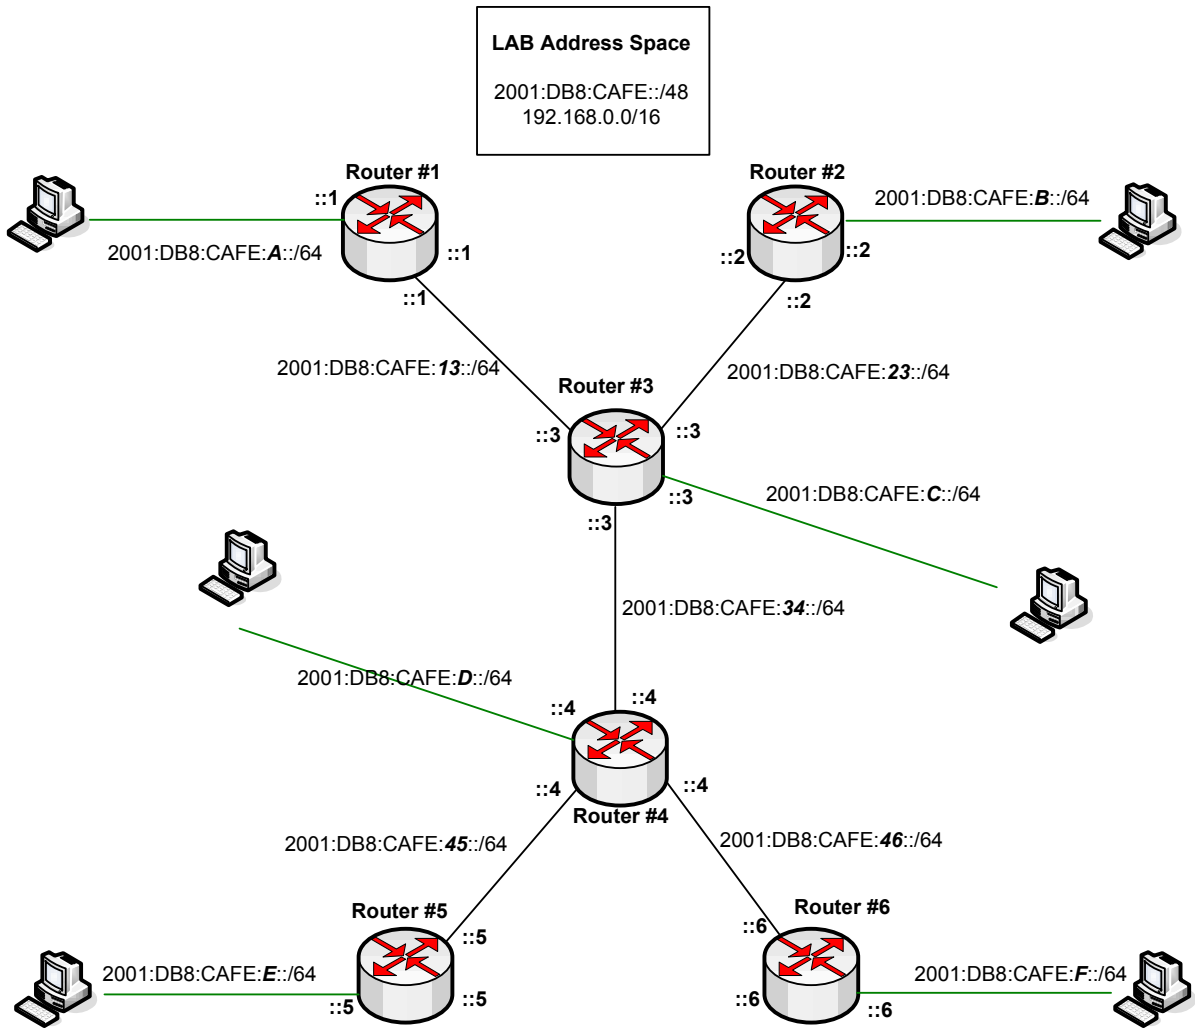 LAB Address Space
2001:DB8:CAFE::/48
192.168.0.0/16
Router #1
Router #2
::1
2001:DB8:CAFE:B::/64
2001:DB8:CAFE:A::/64
::1
::2
::2
::1
::2
2001:DB8:CAFE:13::/64
2001:DB8:CAFE:23::/64
Router #3
::3
::3
::3
2001:DB8:CAFE:C::/64
::3
2001:DB8:CAFE:34::/64
2001:DB8:CAFE:D::/64
::4
::4
::4
::4
Router #4
2001:DB8:CAFE:45::/64
2001:DB8:CAFE:46::/64
Router #5
Router #6
::5
::6
2001:DB8:CAFE:E::/64
2001:DB8:CAFE:F::/64
::5
::5
::6
::6